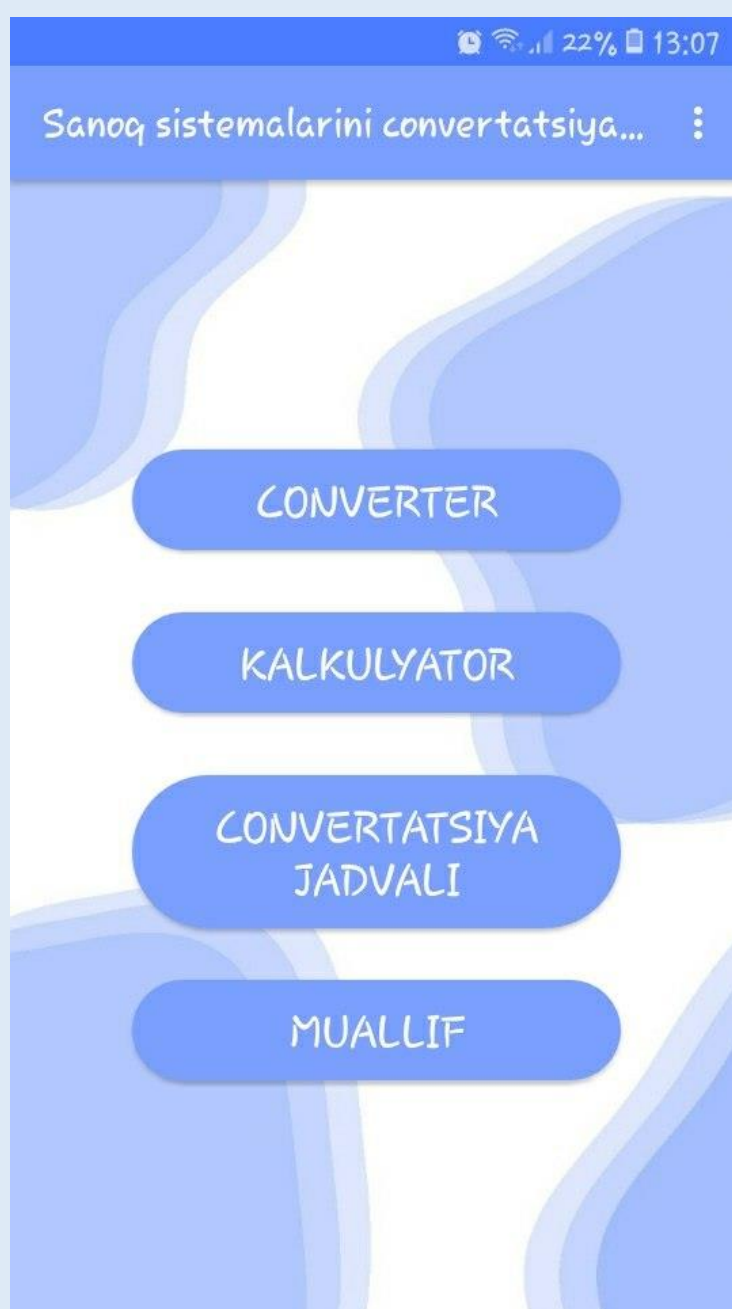 22% 13:07
Sanoq sistemalarini convertatsiya...
CONVERTER
KALKULYATOR
CONVERTATSIYA
JADVALI
MUALLIF